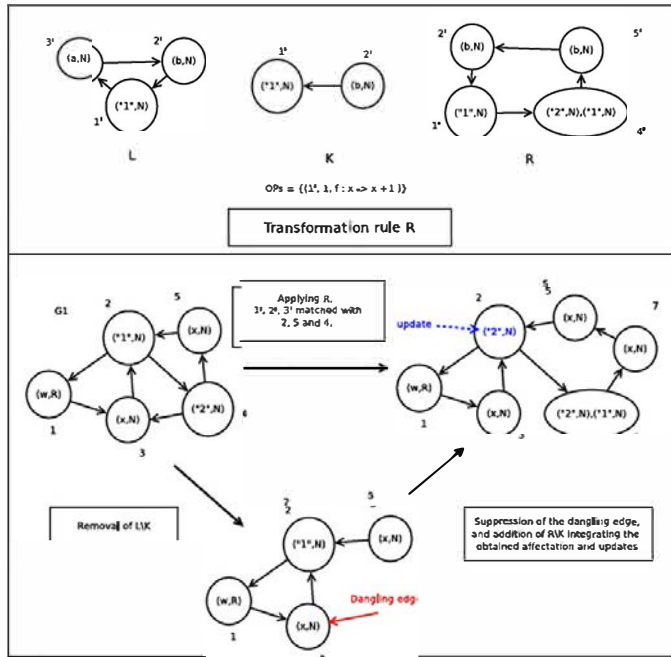 3'
(a,N)
2'
(b,N)
("1",N)
1'
L
1'
("1",N)
2'
(b,N)
K
2'
(b,N)
(b,N)
5'
("1",N)
("2",N),("1",N)
1'
4'
R
OPs = {(1', 1, f : x -> x + 1 )}
Transformation rule R
G1
2
("1",N)
5
(x,N)
(w,R)
1
(x,N)
3
("2",N)
Applying R.
1', 2', 3' matched with
2, 5 and 4.
update
2
("2",N)
5
(x,N)
7
(x,N)
(w,R)
1
(x,N)
("2",N),("1",N)
Removal of L\K
2
("1",N)
5
(x,N)
(w,R)
1
(x,N)
Dangling edg
Suppression of the dangling edge,
and addition of R\K integrating the
obtained affectation and updates